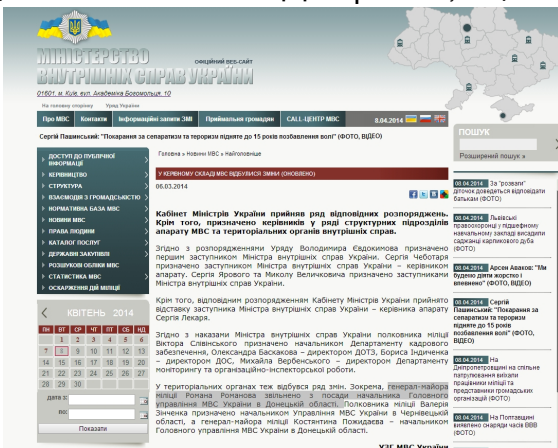 МІНІСТЕРСТВО
ВНУТРІШНІХ СПРАВ УКРАЇНИ
ОФІЦІЙНИЙ ВЕБ-САЙТ
01601, м. Київ, вул. Академіка Богомольця, 10
На головну сторінку Уряд України
Про МВС Контакти Інформаційні запити ЗМІ Приймальня громадян CALL-ЦЕНТР МВС 8.04.2014
Сергій Пашинський: "Покарання за сепаратизм та тероризм підняте до 15 років позбавлення волі" (ФОТО, ВІДЕО)
ПОШУК
Розширений пошук »
ДОСТУП ДО ПУБЛІЧНОЇ
ІНФОРМАЦІЇ
КЕРІВНИЦТВО
СТРУКТУРА
ВЗАЄМОДІЯ З ГРОМАДСЬКІСТЮ
НОРМАТИВНА БАЗА МВС
НОВИНИ МВС
ПРАВА ЛЮДИНИ
КАТАЛОГ ПОСЛУГ
ДЕРЖАВНІ ЗАКУПІВЛІ
РОЗШУКОВІ ОБЛІКИ МВС
СТАТИСТИКА МВС
ОСКАРЖЕННЯ ДІЙ МІЛІЦІЇ
КВІТЕНЬ 2014
ПН ВТ СР ЧТ ПТ СБ НД
1 2 3 4 5 6
7 8 9 10 11 12 13
14 15 16 17 18 19 20
21 22 23 24 25 26 27
28 29 30
дата з:
по:
Показати
Головна » Новини МВС » Найголовніше
У КЕРІВНОМУ СКЛАДІ МВС ВІДБУЛИСЯ ЗМІНИ (ОНОВЛЕНО)
06.03.2014
Кабінет Міністрів України прийняв ряд відповідних розпоряджень.
Крім того, призначено керівників у ряді структурних підрозділів
апарату МВС та територіальних органів внутрішніх справ.
Згідно з розпорядженнями Уряду Володимира Євдокимова призначено
першим заступником Міністра внутрішніх справ України. Сергія Чеботаря
призначено заступником Міністра внутрішніх справ України – керівником
апарату. Сергія Ярового та Миколу Величковича призначено заступниками
Міністра внутрішніх справ України.
Крім того, відповідним розпорядженням Кабінету Міністрів України прийнято
відставку заступника Міністра внутрішніх справ України – керівника апарату
Сергія Лекаря.
Згідно з наказами Міністра внутрішніх справ України полковника міліції
Віктора Слівінського призначено начальником Департаменту кадрового
забезпечення, Олександра Баскакова – директором ДОТЗ, Бориса Індиченка
– директором ДОС, Михайла Вербенського – директором Департаменту
моніторингу та організаційно-інспекторської роботи.
У територіальних органах теж відбувся ряд змін. Зокрема, генерал-майора
міліції Романа Романова звільнено з посади начальника Головного
управління МВС України в Донецькій області. Полковника міліції Валерія
Зінченка призначено начальником Управління МВС України в Чернівецькій
області, а генерал-майора міліції Костянтина Пожидаєва – начальником
Головного управління МВС України в Донецькій області.
УЗГ МВС України
08.04.2014 За "розваги"
діточок доведеться відповідати
батькам (ФОТО)
08.04.2014 Львівські
правоохоронці у підшефному
навчальному закладі висадили
саджанці карликового дуба
(ФОТО)
08.04.2014 Арсен Аваков: "Ми
будемо діяти жорстко і
впевнено" (ФОТО, ВІДЕО)
08.04.2014 Сергій
Пашинський: "Покарання за
сепаратизм та тероризм
підняте до 15 років
позбавлення волі" (ФОТО,
ВІДЕО)
08.04.2014 На
Дніпропетровщині на спільне
патрулювання виїхали
працівники міліції та
представники громадських
організацій (ФОТО)
08.04.2014 На Полтавщині
виявлено снаряди часів ВВВ
(ФОТО)